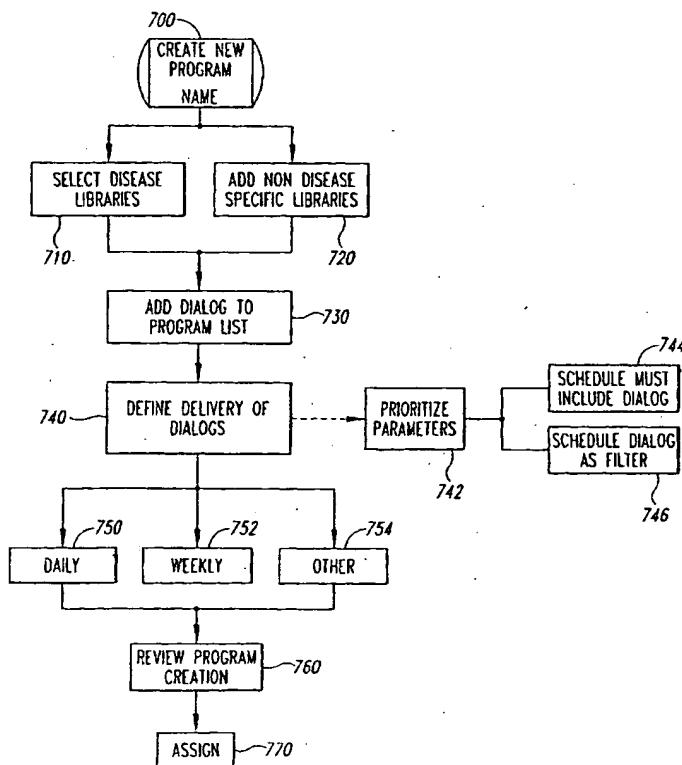 700
CREATE NEW
PROGRAM
NAME
SELECT DISEASE
LIBRARIES
710
ADD NON DISEASE
SPECIFIC LIBRARIES
720
ADD DIALOG TO
PROGRAM LIST
730
740
DEFINE DELIVERY OF
DIALOGS
PRIORITIZE
PARAMETERS
742
744
SCHEDULE MUST
INCLUDE DIALOG
SCHEDULE DIALOG
AS FILTER
746
750
DAILY
752
WEEKLY
754
OTHER
REVIEW PROGRAM
CREATION
760
ASSIGN
770